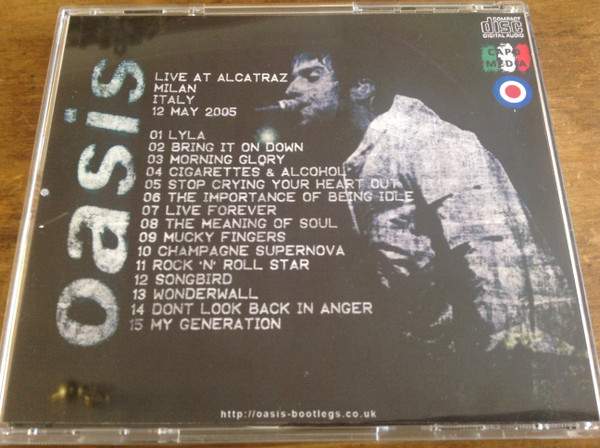 oasis
COMPACT
disc
DIGITAL AUDIO
CAPO
MEDIA
LIVE AT ALCATRAZ
MILAN
ITALY
12 MAY 2005
01 LYLA
02 BRING IT ON DOWN
03 MORNING GLORY
04 CIGARETTES & ALCOHOL
05 STOP CRYING YOUR HEART OUT
06 THE IMPORTANCE OF BEING IDLE
07 LIVE FOREVER
08 THE MEANING OF SOUL
09 MUCKY FINGERS
10 CHAMPAGNE SUPERNOVA
11 ROCK 'N' ROLL STAR
12 SONGBIRD
13 WONDERWALL
14 DONT LOOK BACK IN ANGER
15 MY GENERATION
http://oasis-bootlegs.co.uk